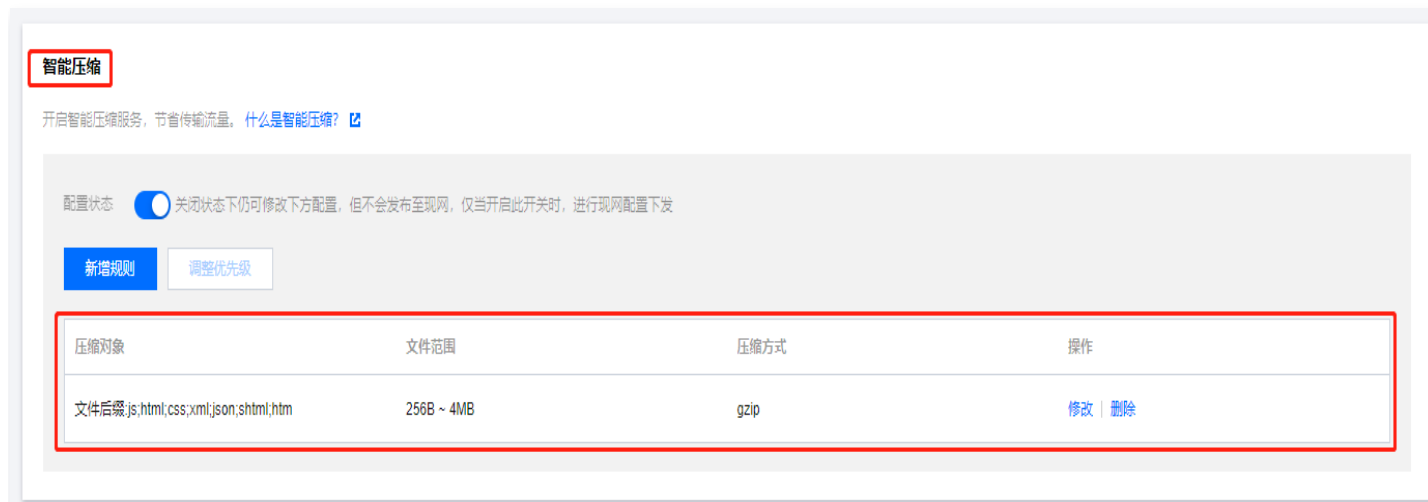 智能压缩
开启智能压缩服务，节省传输流量。什么是智能压缩？
配置状态 关闭状态下仍可修改下方配置，但不会发布至现网，仅当开启此开关时，进行现网配置下发
新增规则 调整优先级
压缩对象 文件范围 压缩方式 操作
文件后缀:js;html;css;xml;json;shtml;htm 256B ~ 4MB gzip 修改 | 删除